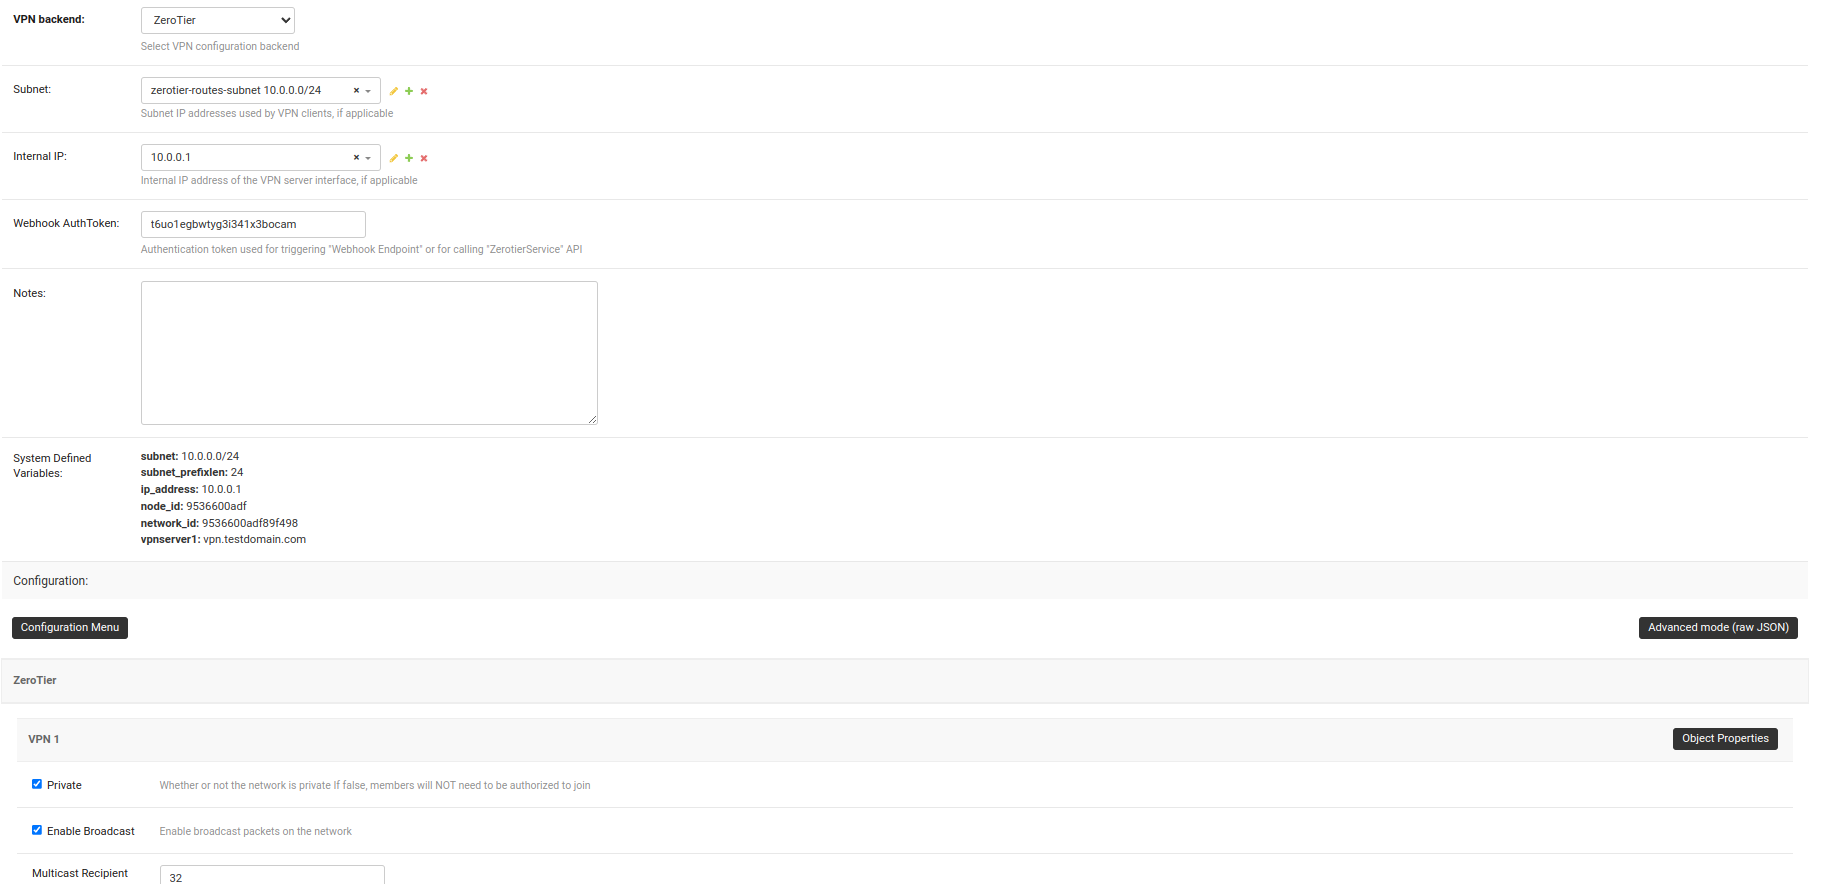 VPN backend:
ZeroTier
Select VPN configuration backend
Subnet:
zerotier-routes-subnet 10.0.0.0/24
Subnet IP addresses used by VPN clients, if applicable
Internal IP:
10.0.0.1
Internal IP address of the VPN server interface, if applicable
Webhook AuthToken:
t6uo1egbwtyg3i341x3bocam
Authentication token used for triggering "Webhook Endpoint" or for calling "ZerotierService" API
Notes:
System Defined
Variables:
subnet: 10.0.0.0/24
subnet_prefixlen: 24
ip_address: 10.0.0.1
node_id: 9536600adf
network_id: 9536600adf89f498
vpnserver1: vpn.testdomain.com
Configuration:
Configuration Menu
Advanced mode (raw JSON)
ZeroTier
VPN 1
Object Properties
Private
Whether or not the network is private If false, members will NOT need to be authorized to join
Enable Broadcast
Enable broadcast packets on the network
Multicast Recipient
32